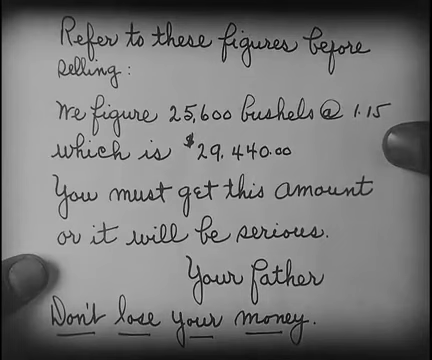 Refer to these figures before
selling:
We figure 25,600 bushels @ 1.15
which is $29,440.00
You must get this amount
or it will be serious.
Your father
Don't lose your money.